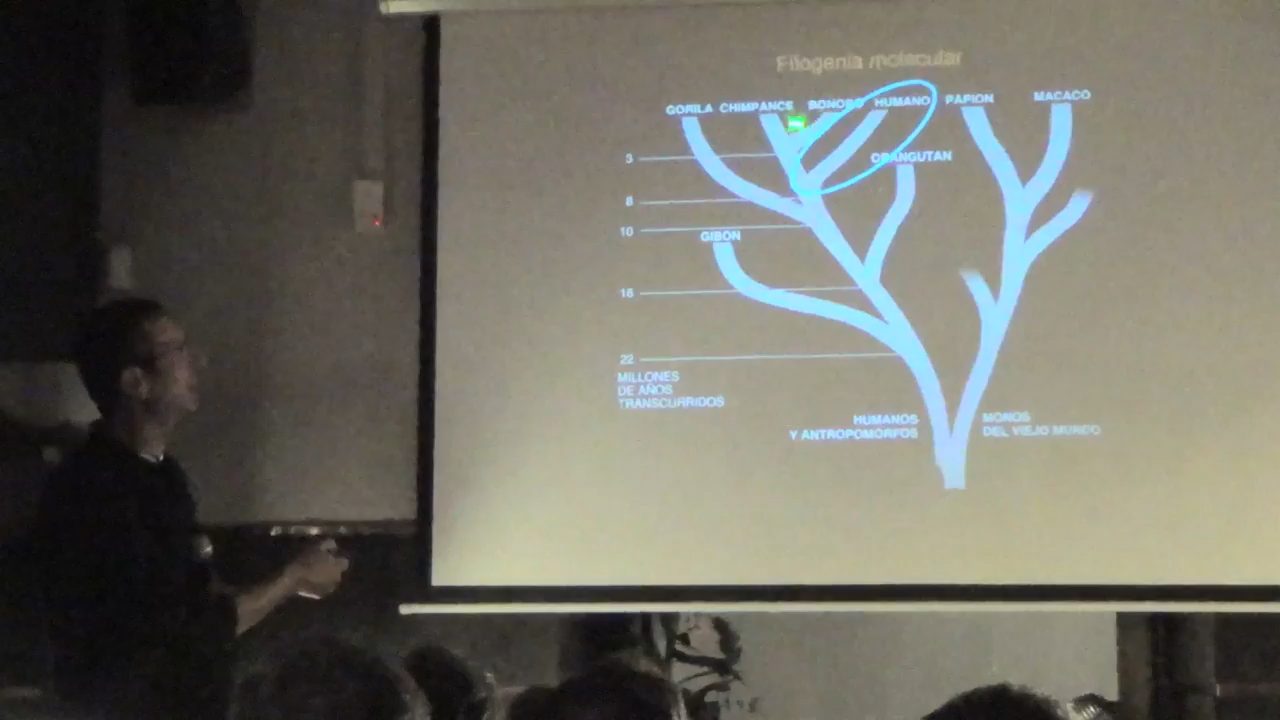 Filogenia molecular
GORILA CHIMPANCE BONOBO HUMANO PAPION MACACO
3
ORANGUTAN
8
10
GIBON
16
22
MILLONES
DE AÑOS
TRANSCURRIDOS
HUMANOS
Y ANTROPOMORFOS
MONOS
DEL VIEJO MUNDO